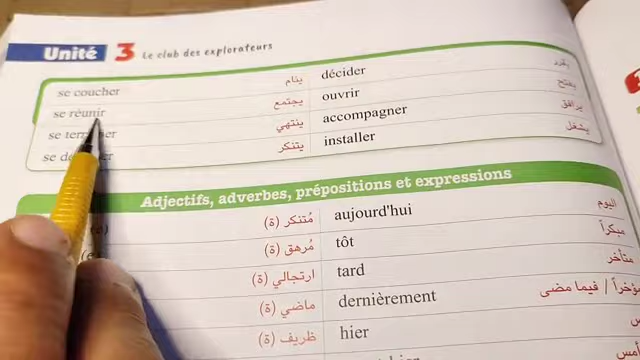 Unité 3 Le club des explorateurs
se coucher ينام décider يقرر
se réunir يجتمع ouvrir يفتح
ينتهي accompagner يرافق
يتنكر installer يشغل
Adjectifs, adverbes, prépositions et expressions
مُتنكر (ة) aujourd'hui اليوم
مُرهق (ة) tôt مبكراً
ارتجالي (ة) tard متأخر
ماضي (ة) dernièrement مؤخراً / فيما مضى
ظريف (ة) hier